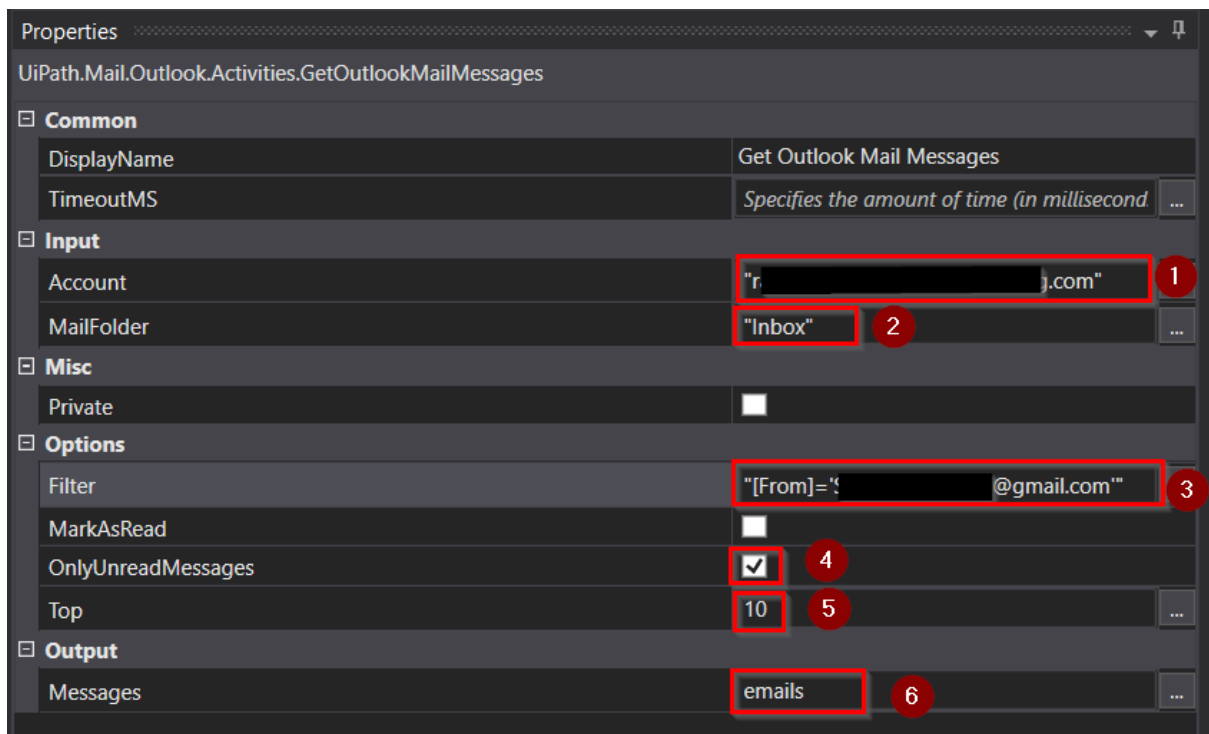 Properties
UiPath.Mail.Outlook.Activities.GetOutlookMailMessages
Common
DisplayName Get Outlook Mail Messages
TimeoutMS Specifies the amount of time (in millisecond. ...
Input
Account "r .com" 1
MailFolder "Inbox" 2 ...
Misc
Private
Options
Filter "[From]=' @gmail.com'" 3
MarkAsRead
OnlyUnreadMessages 4
Top 10 5 ...
Output
Messages emails 6 ...